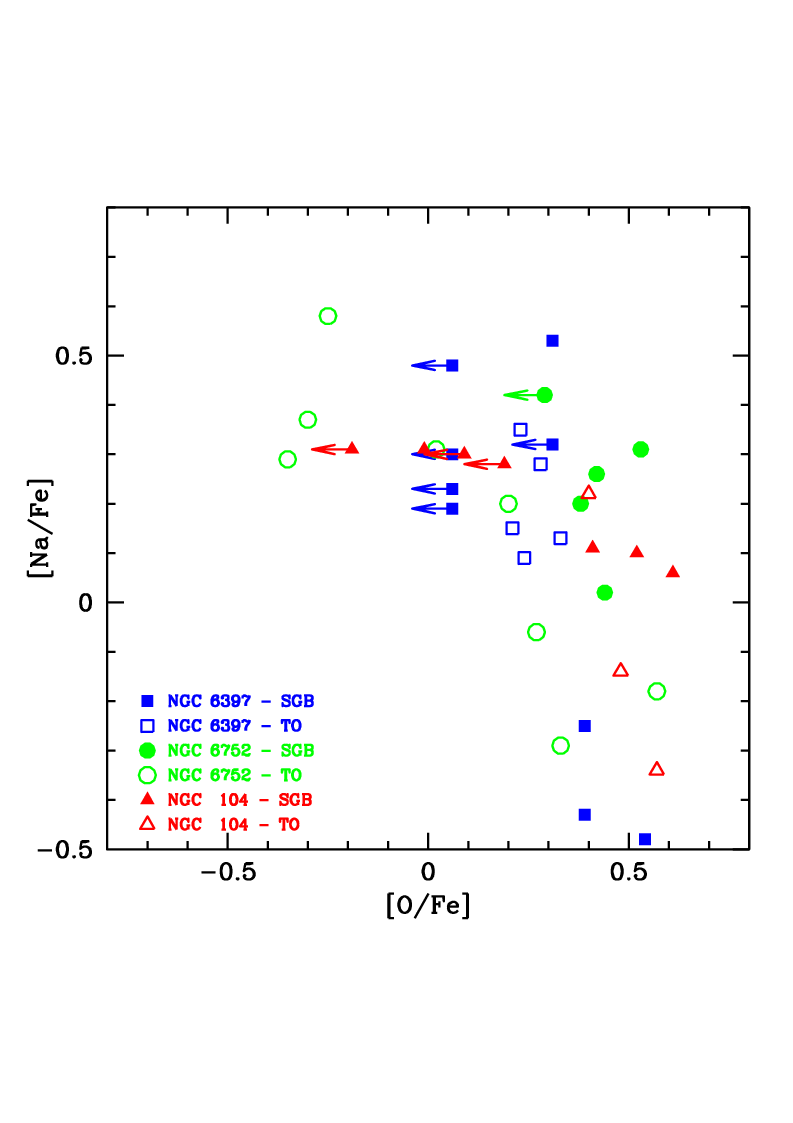 0.5
[Na/Fe]
0
NGC 6397 - SGB
NGC 6397 - TO
NGC 6752 - SGB
NGC 6752 - TO
NGC 104 - SGB
NGC 104 - TO
-0.5
-0.5 0 0.5
[O/Fe]